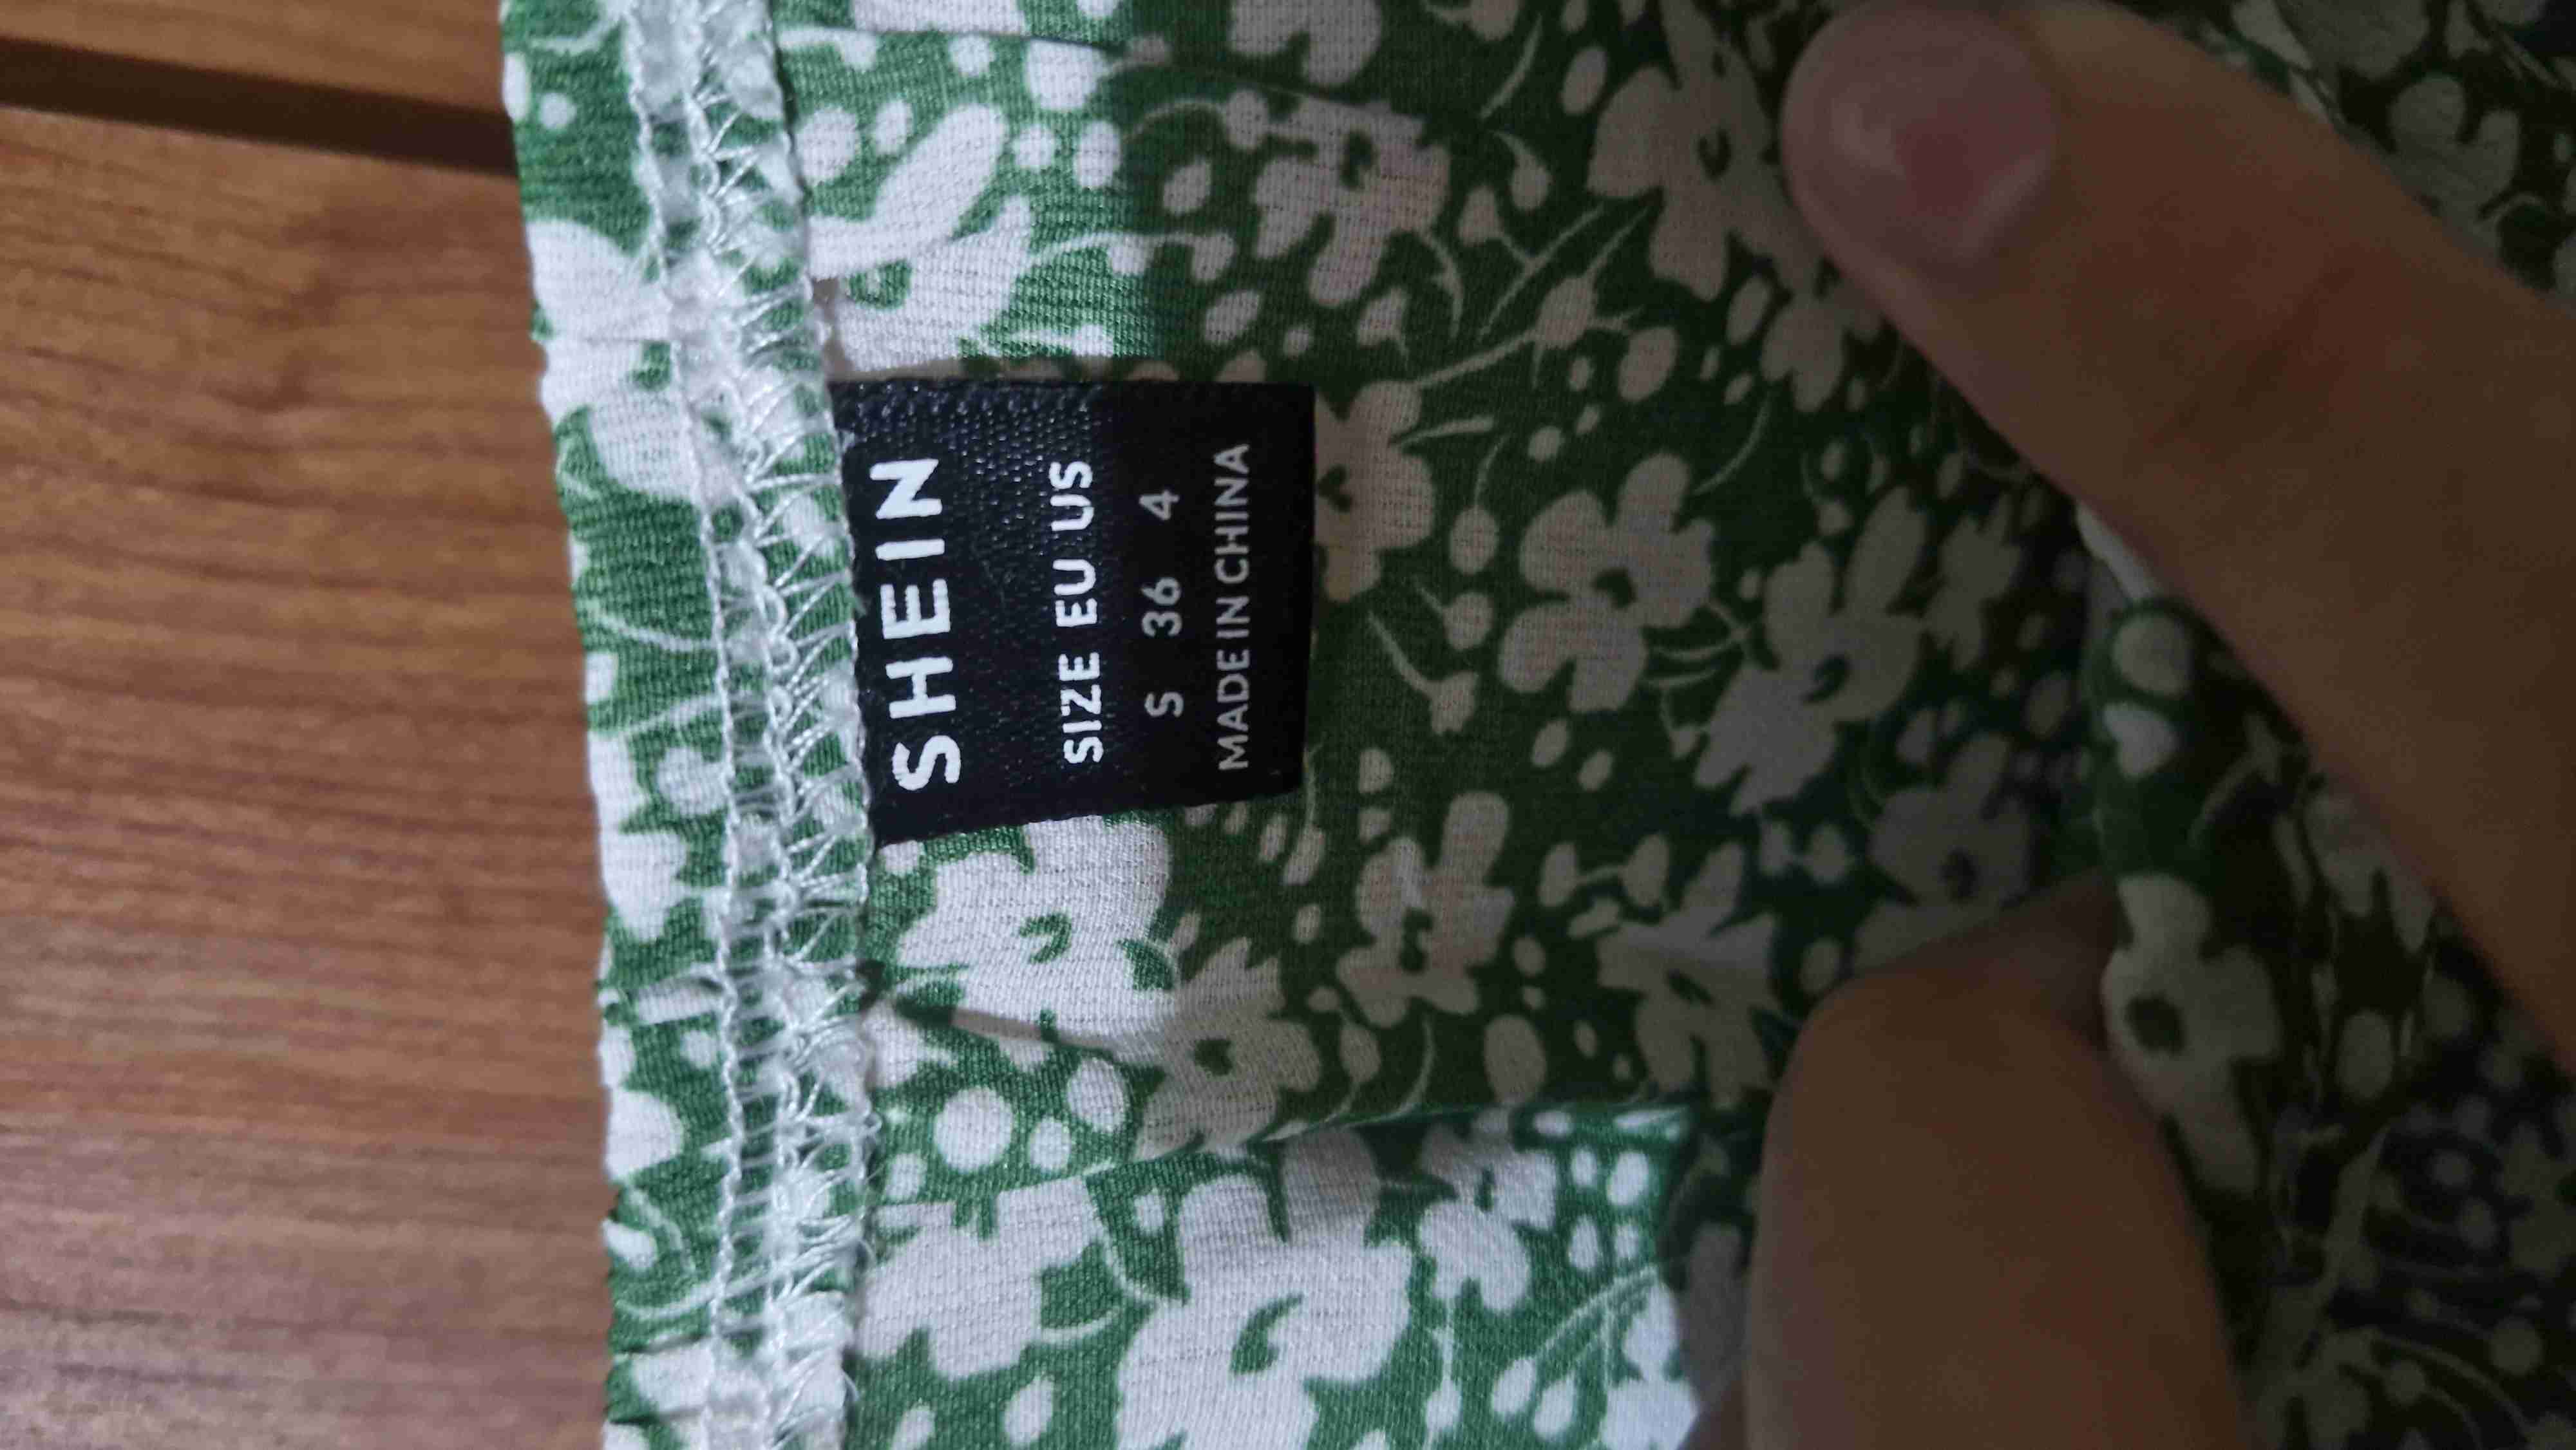 SHEIN
SIZE EU US
S 36 4
MADE IN CHINA